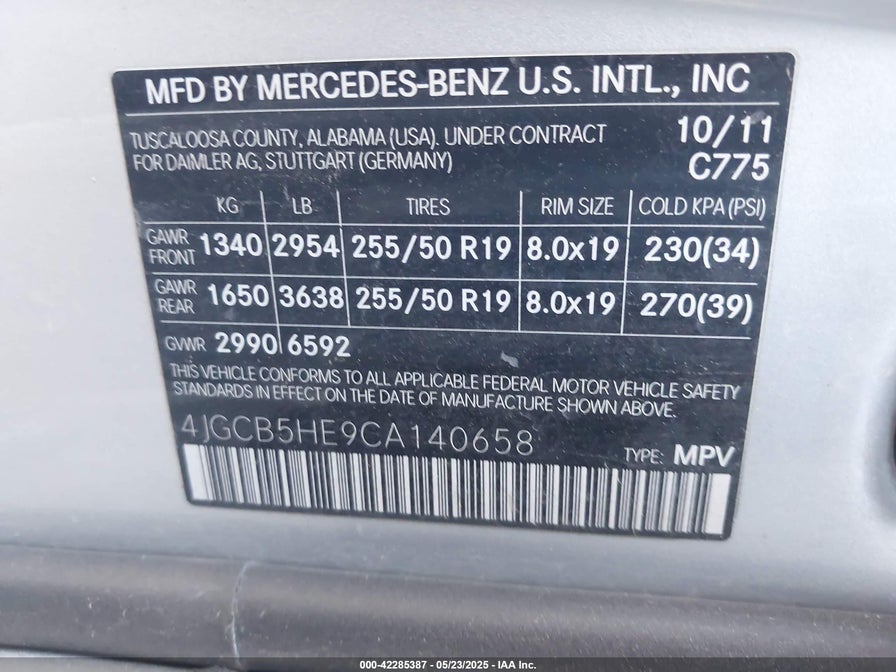 MFD BY MERCEDES-BENZ U.S. INTL., INC
TUSCALOOSA COUNTY, ALABAMA (USA). UNDER CONTRACT
FOR DAIMLER AG, STUTTGART (GERMANY)
10/11
C775
KG LB TIRES RIM SIZE COLD KPA (PSI)
GAWR FRONT 1340 2954 255/50 R19 8.0x19 230(34)
GAWR REAR 1650 3638 255/50 R19 8.0x19 270(39)
GVWR 2990 6592
THIS VEHICLE CONFORMS TO ALL APPLICABLE FEDERAL MOTOR VEHICLE SAFETY
STANDARDS IN EFFECT ON THE DATE OF MANUFACTURE SHOWN ABOVE.
4JGCB5HE9CA140658
TYPE: MPV
000-42285387 - 05/23/2025 - IAA Inc.